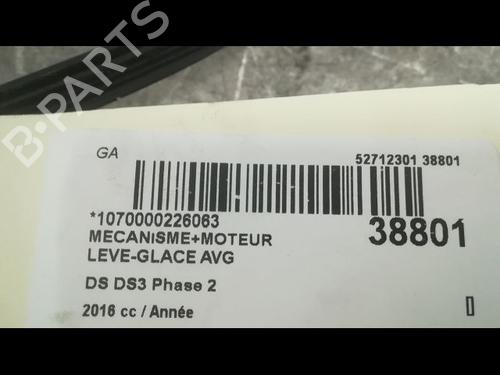 B-PARTS
GA
52712301 38801
*1070000226063
38801
MECANISME+MOTEUR
LEVE-GLACE AVG
DS DS3 Phase 2
2016 cc / Année